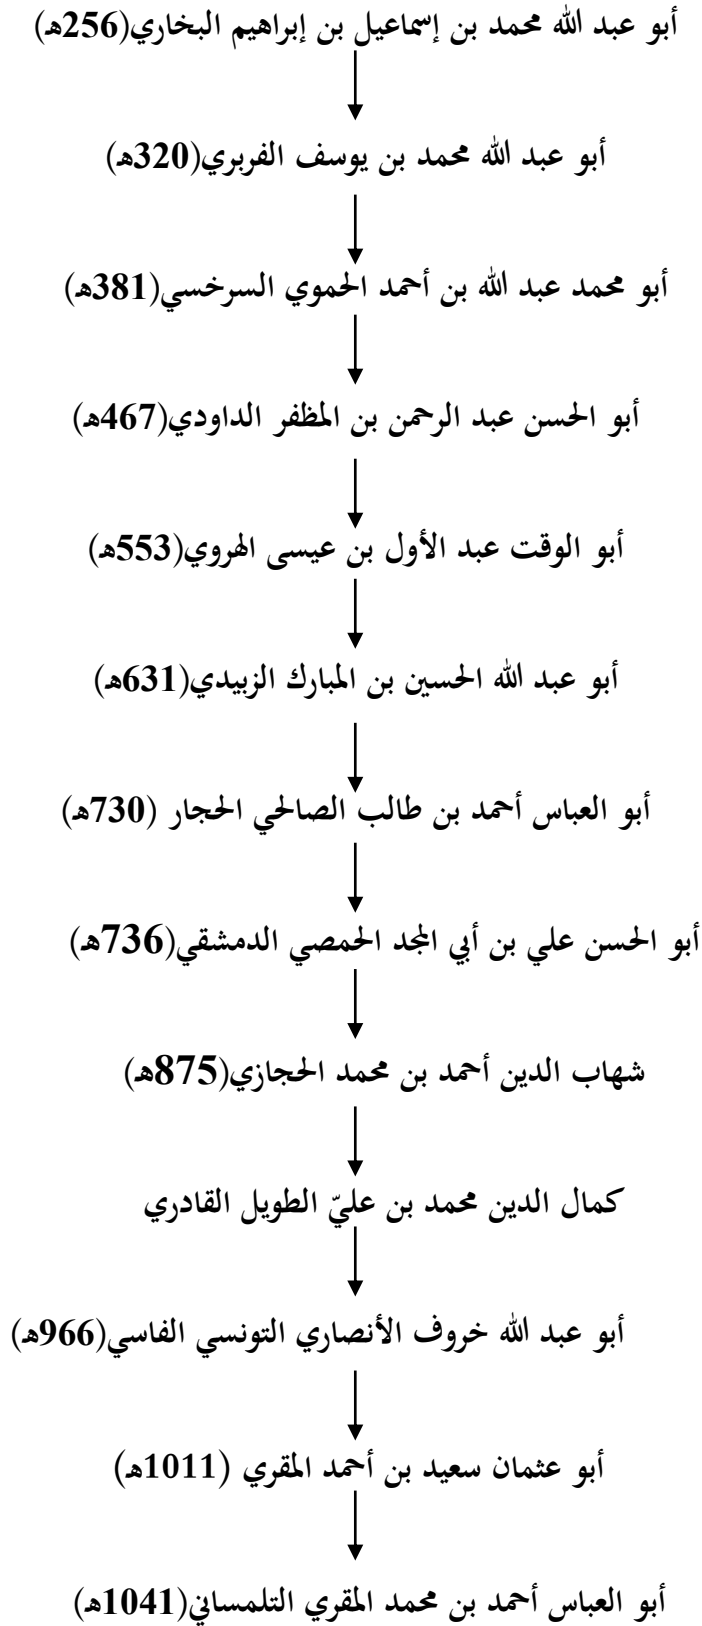 أبو عبد الله محمد بن إسماعيل بن إبراهيم البخاري(256هـ)
أبو عبد الله محمد بن يوسف الفربري(320هـ)
أبو محمد عبد الله بن أحمد الحموي السرخسي(381هـ)
أبو الحسن عبد الرحمن بن المظفر الداودي(467هـ)
أبو الوقت عبد الأول بن عيسى الهروي(553هـ)
أبو عبد الله الحسين بن المبارك الزبيدي(631هـ)
أبو العباس أحمد بن طالب الصالحي الحجار (730هـ)
أبو الحسن علي بن أبي المجد الحمصي الدمشقي(736هـ)
شهاب الدين أحمد بن محمد الحجازي(875هـ)
كمال الدين محمد بن عليّ الطويل القادري
أبو عبد الله خروف الأنصاري التونسي الفاسي(966هـ)
أبو عثمان سعيد بن أحمد المقري (1011هـ)
أبو العباس أحمد بن محمد المقري التلمساني(1041هـ)